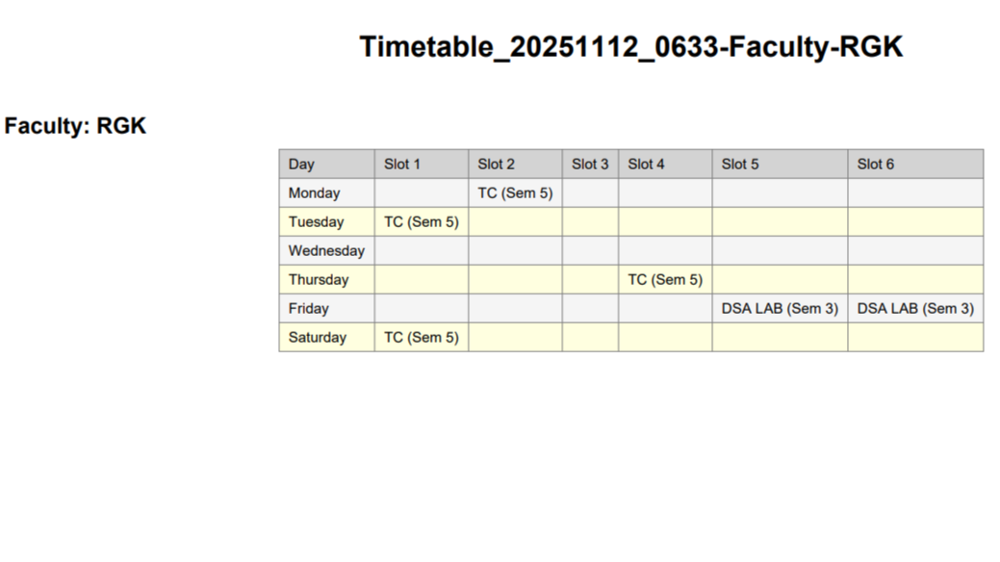 Timetable_20251112_0633-Faculty-RGK
Faculty: RGK
Day Slot 1 Slot 2 Slot 3 Slot 4 Slot 5 Slot 6
Monday TC (Sem 5)
Tuesday TC (Sem 5)
Wednesday
Thursday TC (Sem 5)
Friday DSA LAB (Sem 3) DSA LAB (Sem 3)
Saturday TC (Sem 5)